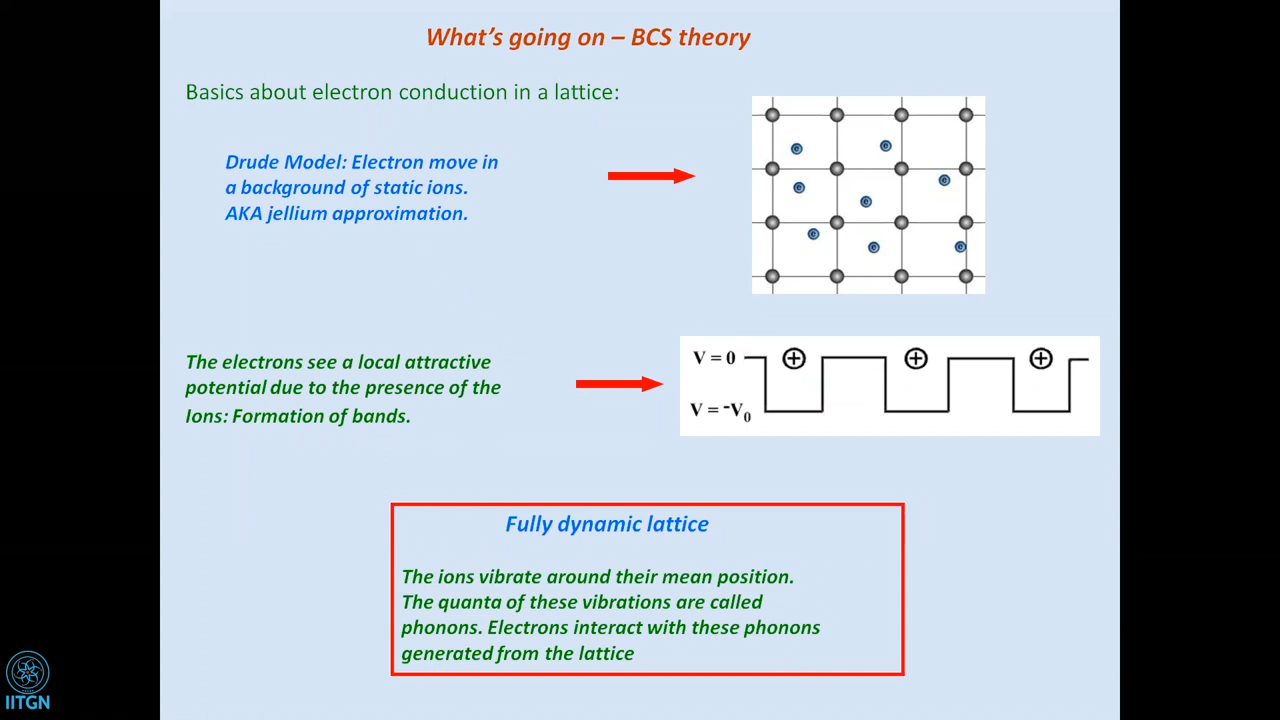 What’s going on – BCS theory
Basics about electron conduction in a lattice:
Drude Model: Electron move in
a background of static ions.
AKA jellium approximation.
The electrons see a local attractive
potential due to the presence of the
Ions: Formation of bands.
V = 0
V = -V0
Fully dynamic lattice
The ions vibrate around their mean position.
The quanta of these vibrations are called
phonons. Electrons interact with these phonons
generated from the lattice
IITGN